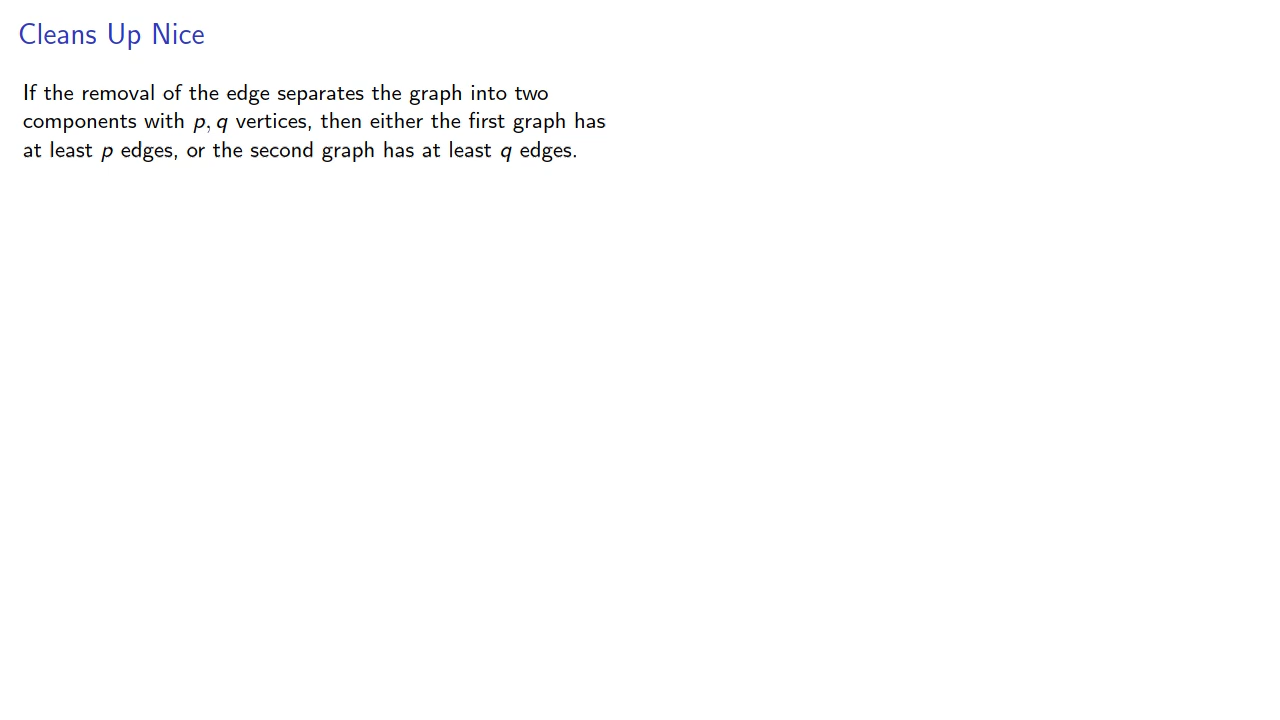 Cleans Up Nice
If the removal of the edge separates the graph into two
components with p, q vertices, then either the first graph has
at least p edges, or the second graph has at least q edges.